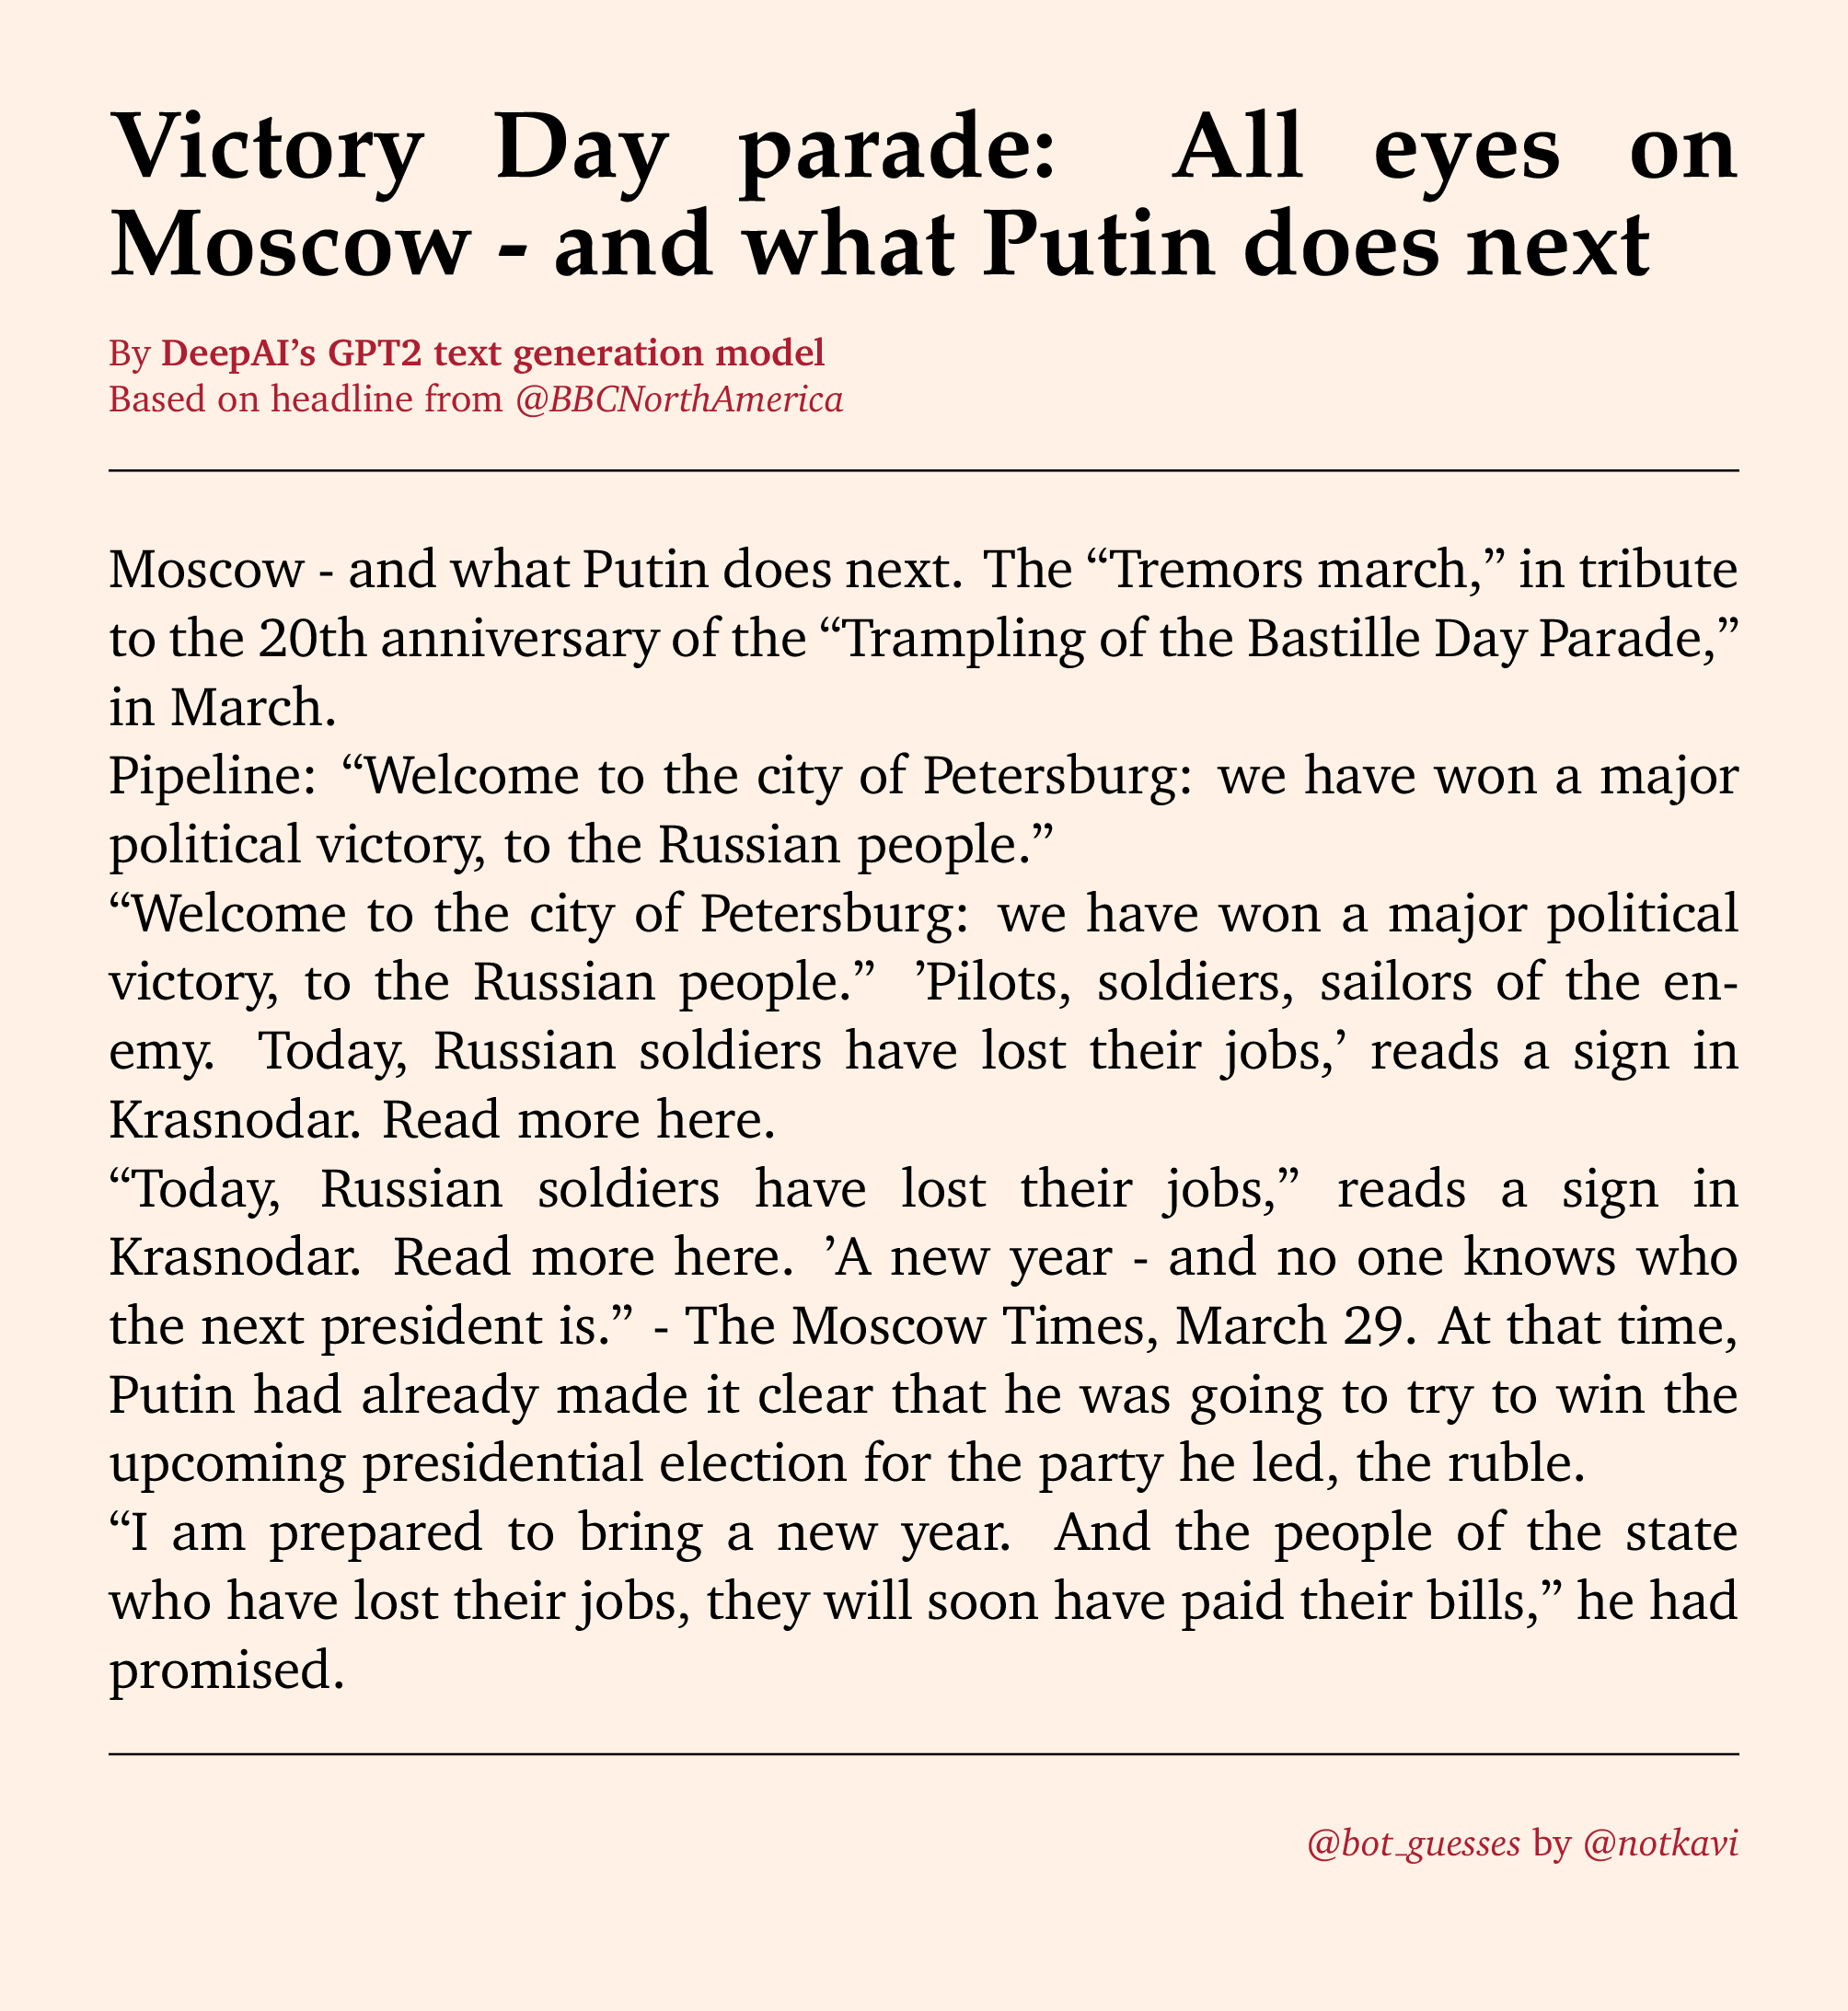 Victory Day parade: All eyes on
Moscow - and what Putin does next
By DeepAI’s GPT2 text generation model
Based on headline from @BBCNorthAmerica
Moscow - and what Putin does next. The “Tremors march,” in tribute
to the 20th anniversary of the “Trampling of the Bastille Day Parade,”
in March.
Pipeline: “Welcome to the city of Petersburg: we have won a major
political victory, to the Russian people.”
“Welcome to the city of Petersburg: we have won a major political
victory, to the Russian people.” ’Pilots, soldiers, sailors of the en-
emy. Today, Russian soldiers have lost their jobs,’ reads a sign in
Krasnodar. Read more here.
“Today, Russian soldiers have lost their jobs,” reads a sign in
Krasnodar. Read more here. ’A new year - and no one knows who
the next president is.” - The Moscow Times, March 29. At that time,
Putin had already made it clear that he was going to try to win the
upcoming presidential election for the party he led, the ruble.
“I am prepared to bring a new year. And the people of the state
who have lost their jobs, they will soon have paid their bills,” he had
promised.
@bot_guesses by @notkavi